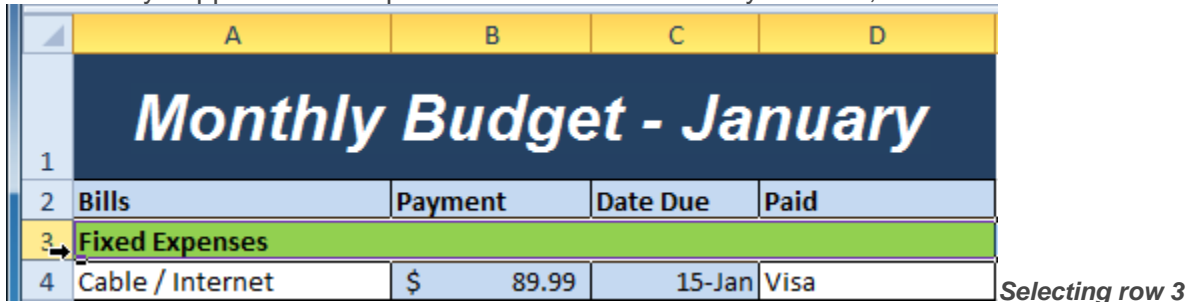 A B C D
1 Monthly Budget - January
2 Bills Payment Date Due Paid
3 Fixed Expenses
4 Cable / Internet $ 89.99 15-Jan Visa
Selecting row 3